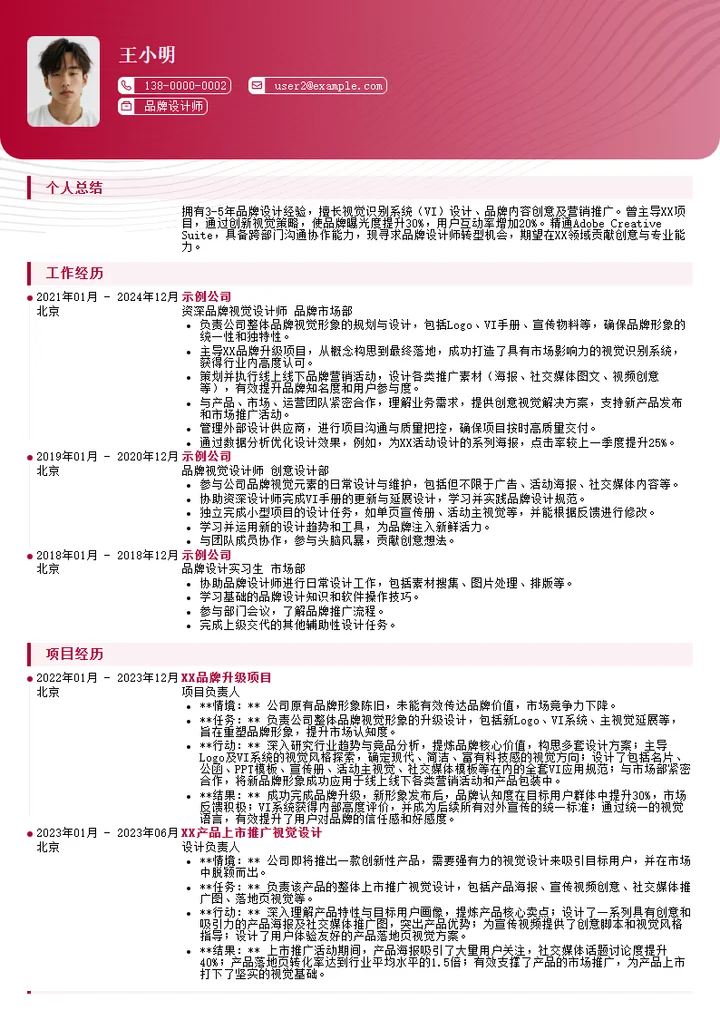 王小明
138-0000-0002 user2@example.com
品牌设计师
个人总结
拥有3-5年品牌设计经验，擅长视觉识别系统（VI）设计、品牌内容创意及营销推广。曾主导XX项
目，通过创新视觉策略，使品牌曝光度提升30%，用户互动率增加20%。精通Adobe Creative
Suite，具备跨部门沟通协作能力，现寻求品牌设计师转型机会，期望在XX领域贡献创意与专业能
力。
工作经历
2021年01月 - 2024年12月 示例公司
北京 资深品牌视觉设计师 品牌市场部
• 负责公司整体品牌视觉形象的规划与设计，包括Logo、VI手册、宣传物料等，确保品牌形象的
统一性和独特性。
• 主导XX品牌升级项目，从概念构思到最终落地，成功打造了具有市场影响力的视觉识别系统，
获得行业内高度认可。
• 策划并执行线上线下品牌营销活动，设计各类推广素材（海报、社交媒体图文、视频创意
等），有效提升品牌知名度和用户参与度。
• 与产品、市场、运营团队紧密合作，理解业务需求，提供创意视觉解决方案，支持新产品发布
和市场推广活动。
• 管理外部设计供应商，进行项目沟通与质量把控，确保项目按时高质量交付。
• 通过数据分析优化设计效果，例如，为XX活动设计的系列海报，点击率较上一季度提升25%。
2019年01月 - 2020年12月 示例公司
北京 品牌视觉设计师 创意设计部
• 参与公司品牌视觉元素的日常设计与维护，包括但不限于广告、活动海报、社交媒体内容等。
• 协助资深设计师完成VI手册的更新与延展设计，学习并实践品牌设计规范。
• 独立完成小型项目的设计任务，如单页宣传册、活动主视觉等，并能根据反馈进行修改。
• 学习并运用新的设计趋势和工具，为品牌注入新鲜活力。
• 与团队成员协作，参与头脑风暴，贡献创意想法。
2018年01月 - 2018年12月 示例公司
北京 品牌设计实习生 市场部
• 协助品牌设计师进行日常设计工作，包括素材搜集、图片处理、排版等。
• 学习基础的品牌设计知识和软件操作技巧。
• 参与部门会议，了解品牌推广流程。
• 完成上级交代的其他辅助性设计任务。
项目经历
2022年01月 - 2023年12月 XX品牌升级项目
北京 项目负责人
• **情境：** 公司原有品牌形象陈旧，未能有效传达品牌价值，市场竞争力下降。
• **任务：** 负责公司整体品牌视觉形象的升级设计，包括新Logo、VI系统、主视觉延展等，
旨在重塑品牌形象，提升市场认知度。
• **行动：** 深入研究行业趋势与竞品分析，提炼品牌核心价值，构思多套设计方案；主导
Logo及VI系统的视觉风格探索，确定现代、简洁、富有科技感的视觉方向；设计了包括名片、
公函、PPT模板、宣传册、活动主视觉、社交媒体模板等在内的全套VI应用规范；与市场部紧密
合作，将新品牌形象成功应用于线上线下各类营销活动和产品包装中。
• **结果：** 成功完成品牌升级，新形象发布后，品牌认知度在目标用户群体中提升30%，市场
反馈积极；VI系统获得内部高度评价，并成为后续所有对外宣传的统一标准；通过统一的视觉
语言，有效提升了用户对品牌的信任感和好感度。
2023年01月 - 2023年06月 XX产品上市推广视觉设计
北京 设计负责人
• **情境：** 公司即将推出一款创新性产品，需要强有力的视觉设计来吸引目标用户，并在市场
中脱颖而出。
• **任务：** 负责该产品的整体上市推广视觉设计，包括产品海报、宣传视频创意、社交媒体推
广图、落地页视觉等。
• **行动：** 深入理解产品特性与目标用户画像，提炼产品核心卖点；设计了一系列具有创意和
吸引力的产品海报及社交媒体推广图，突出产品优势；为宣传视频提供了创意脚本和视觉风格
指导；设计了用户体验友好的产品落地页视觉方案。
• **结果：** 上市推广活动期间，产品海报吸引了大量用户关注，社交媒体话题讨论度提升
40%；产品落地页转化率达到行业平均水平的1.5倍；有效支撑了产品的市场推广，为产品上市
打下了坚实的视觉基础。